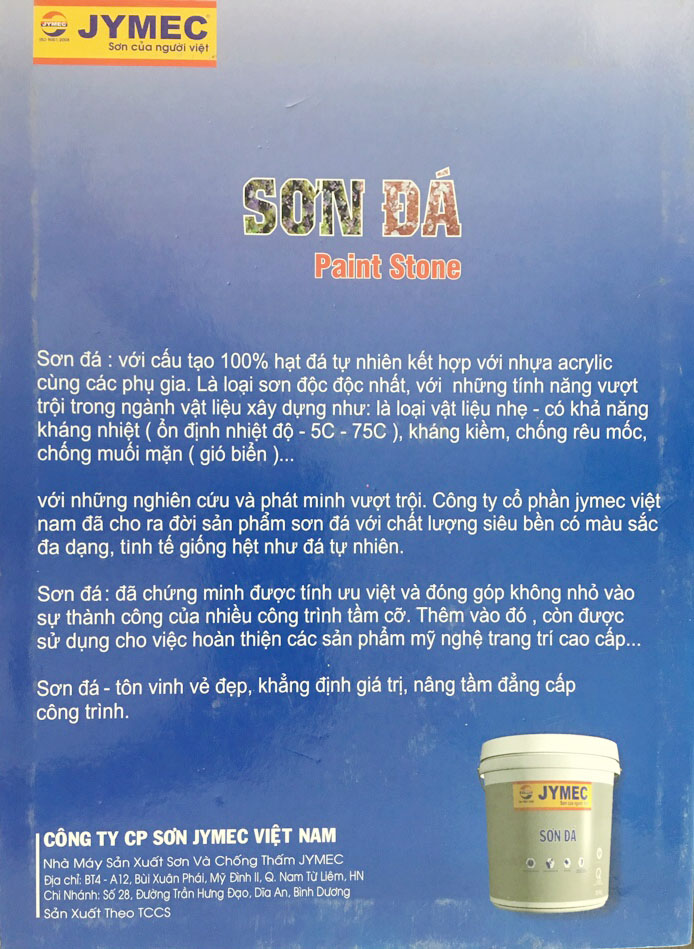 JYMEC
JYMEC
Sơn của người việt
ISO 9001:2008
SƠN ĐÁ
Paint Stone
Sơn đá : với cấu tạo 100% hạt đá tự nhiên kết hợp với nhựa acrylic
cùng các phụ gia. Là loại sơn độc độc nhất, với những tính năng vượt
trội trong ngành vật liệu xây dựng như: là loại vật liệu nhẹ - có khả năng
kháng nhiệt ( ổn định nhiệt độ - 5C - 75C ), kháng kiềm, chống rêu mốc,
chống muối mặn ( gió biển )...
với những nghiên cứu và phát minh vượt trội. Công ty cổ phần jymec việt
nam đã cho ra đời sản phẩm sơn đá với chất lượng siêu bền có màu sắc
đa dạng, tinh tế giống hệt như đá tự nhiên.
Sơn đá : đã chứng minh được tính ưu việt và đóng góp không nhỏ vào
sự thành công của nhiều công trình tầm cỡ. Thêm vào đó , còn được
sử dụng cho việc hoàn thiện các sản phẩm mỹ nghệ trang trí cao cấp...
Sơn đá - tôn vinh vẻ đẹp, khẳng định giá trị, nâng tầm đẳng cấp
công trình.
JYMEC
SƠN ĐÁ
CÔNG TY CP SƠN JYMEC VIỆT NAM
Nhà Máy Sản Xuất Sơn Và Chống Thấm JYMEC
Địa chỉ: BT4 - A12, Bùi Xuân Phái, Mỹ Đình II, Q. Nam Từ Liêm, HN
Chi Nhánh: Số 28, Đường Trần Hưng Đạo, Dĩa An, Bình Dương
Sản Xuất Theo TCCS